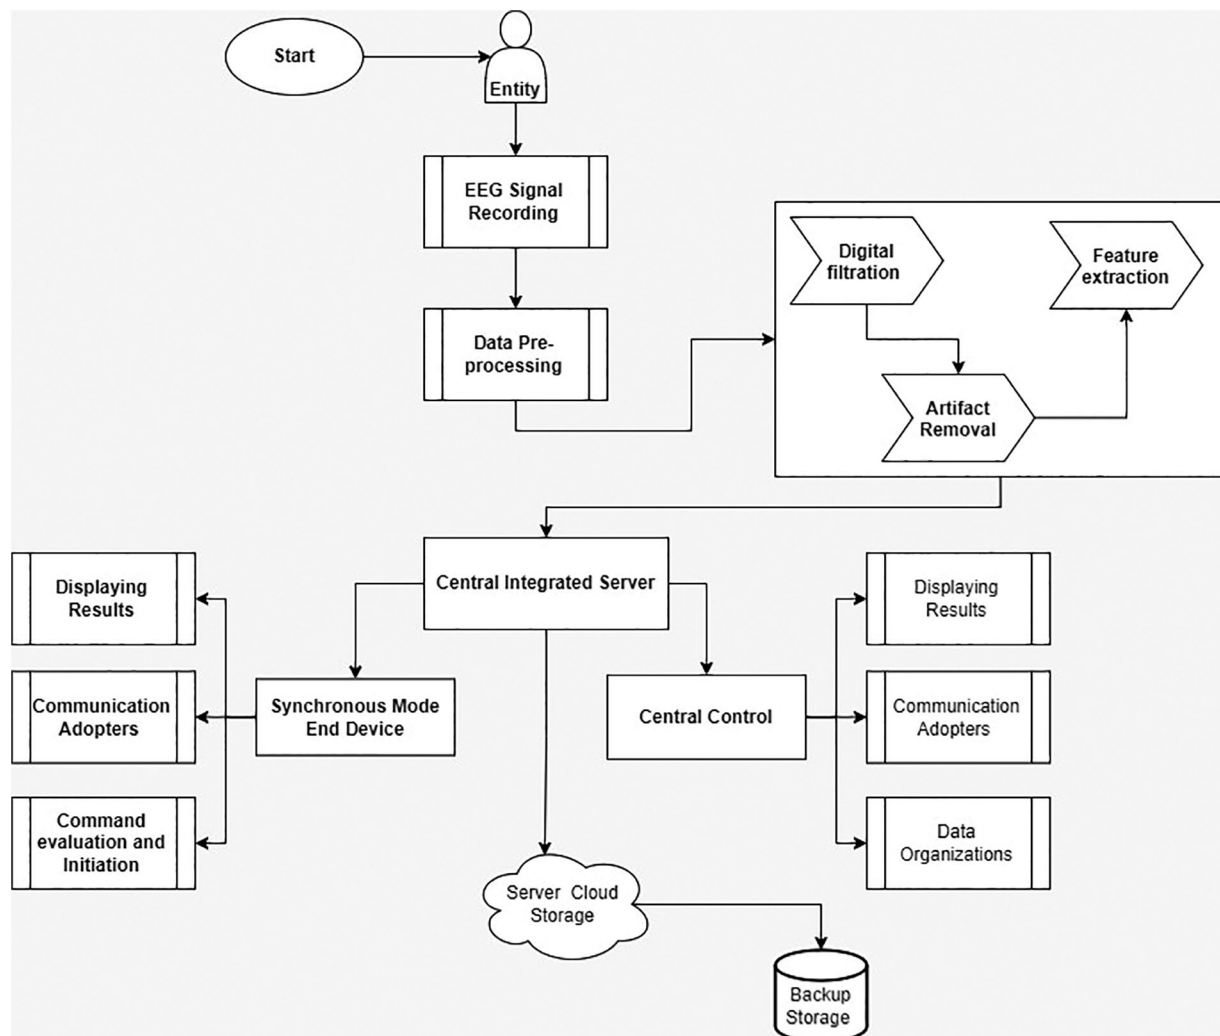 Start
Entity
EEG Signal
Recording
Data Pre-
processing
Digital
filtration
Artifact
Removal
Feature
extraction
Central Integrated Server
Synchronous Mode
End Device
Displaying
Results
Communication
Adopters
Command
evaluation and
Initiation
Central Control
Displaying
Results
Communication
Adopters
Data
Organizations
Server Cloud
Storage
Backup
Storage